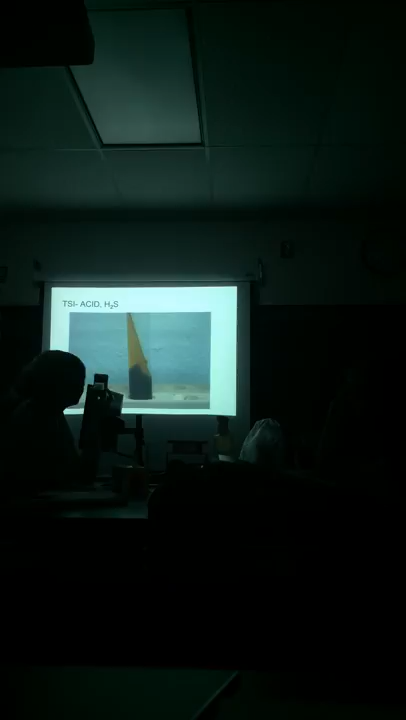 TSI- ACID, H₂S